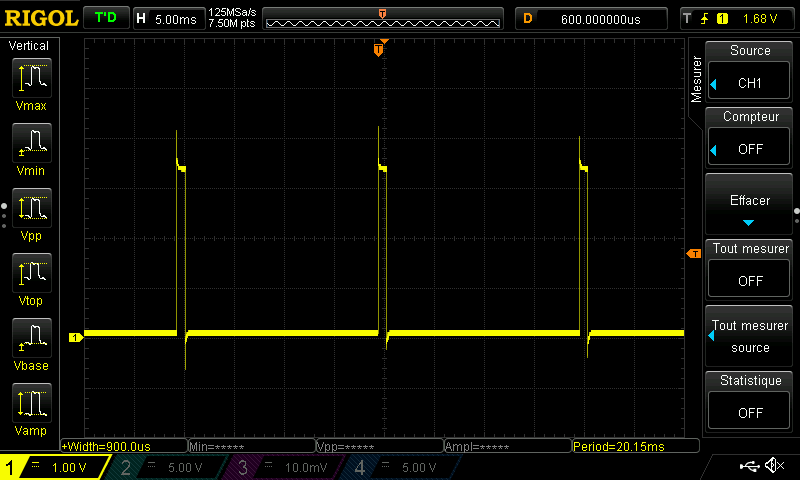 RIGOL T'D H 5.00ms 125MSa/s
7.50M pts T D 600.000000us T 1 1.68 V
Vertical
Vmax
Vmin
Vpp
Vtop
Vbase
Vamp
T
T
1
Mesurer
Source
CH1
Compteur
OFF
Effacer
Tout mesurer
OFF
Tout mesurer
source
Statistique
OFF
+Width=900.0us Min=***** Vpp=***** Ampl=***** Period=20.15ms
1 1.00 V 2 5.00 V 3 10.0mV 4 5.00 V